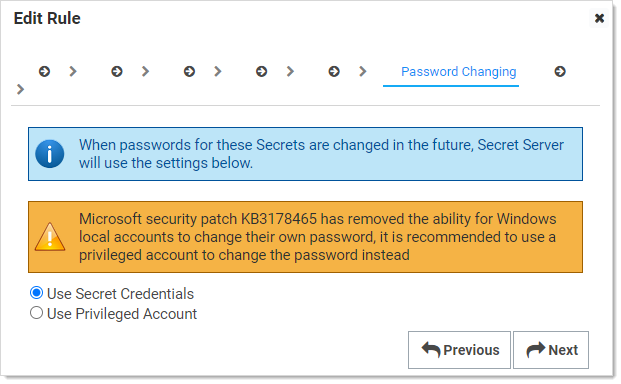 Edit Rule
Password Changing
When passwords for these Secrets are changed in the future, Secret Server
will use the settings below.
Microsoft security patch KB3178465 has removed the ability for Windows
local accounts to change their own password, it is recommended to use a
privileged account to change the password instead
Use Secret Credentials
Use Privileged Account
Previous
Next